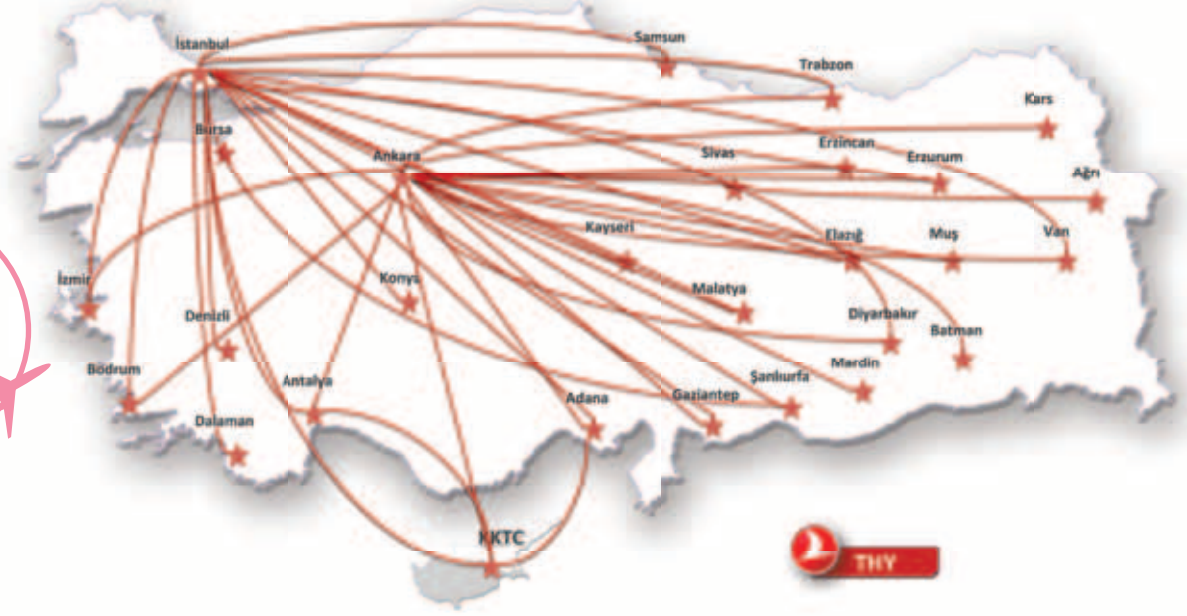 İstanbul
Samsun
Trabzon
Kars
Bursa
Ankara
Sivas
Erzincan
Erzurum
Ağrı
Kayseri
Elazığ
Muş
Van
İzmir
Konya
Malatya
Denizli
Diyarbakır
Batman
Bodrum
Antalya
Mardin
Şanlıurfa
Adana
Gaziantep
Dalaman
KKTC
THY